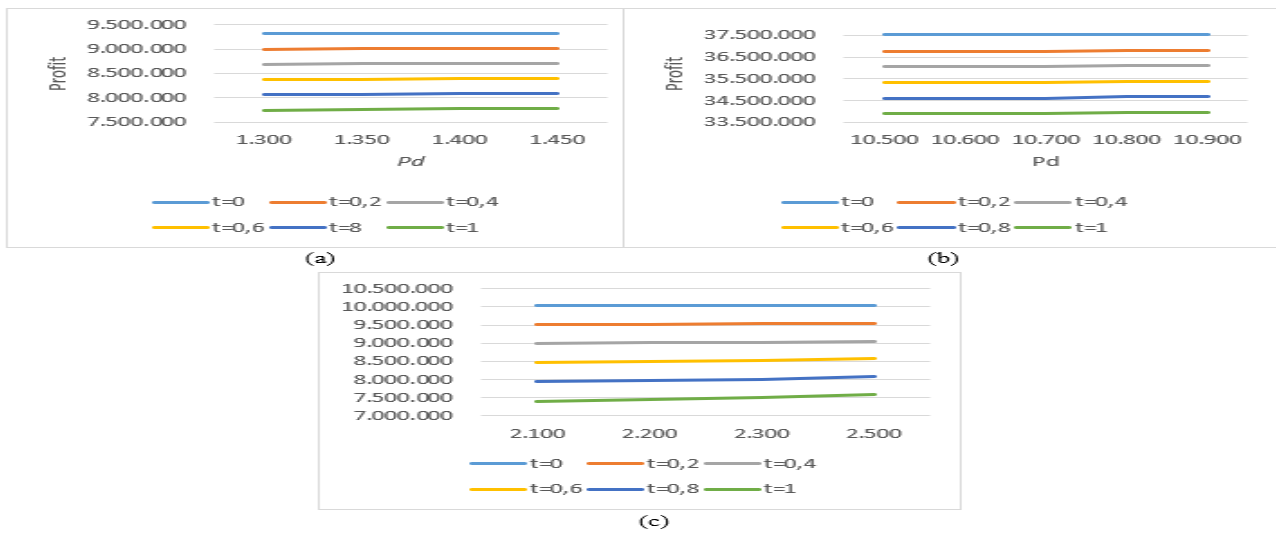 9.500.000
9.000.000
8.500.000
8.000.000
7.500.000
Profit
1.300 1.350 1.400 1.450
Pd
t=0 t=0,2 t=0,4
t=0,6 t=8 t=1
(a)
37.500.000
36.500.000
35.500.000
34.500.000
33.500.000
Profit
10.500 10.600 10.700 10.800 10.900
Pd
t=0 t=0,2 t=0,4
t=0,6 t=0,8 t=1
(b)
10.500.000
10.000.000
9.500.000
9.000.000
8.500.000
8.000.000
7.500.000
7.000.000
2.100 2.200 2.300 2.500
t=0 t=0,2 t=0,4
t=0,6 t=0,8 t=1
(c)